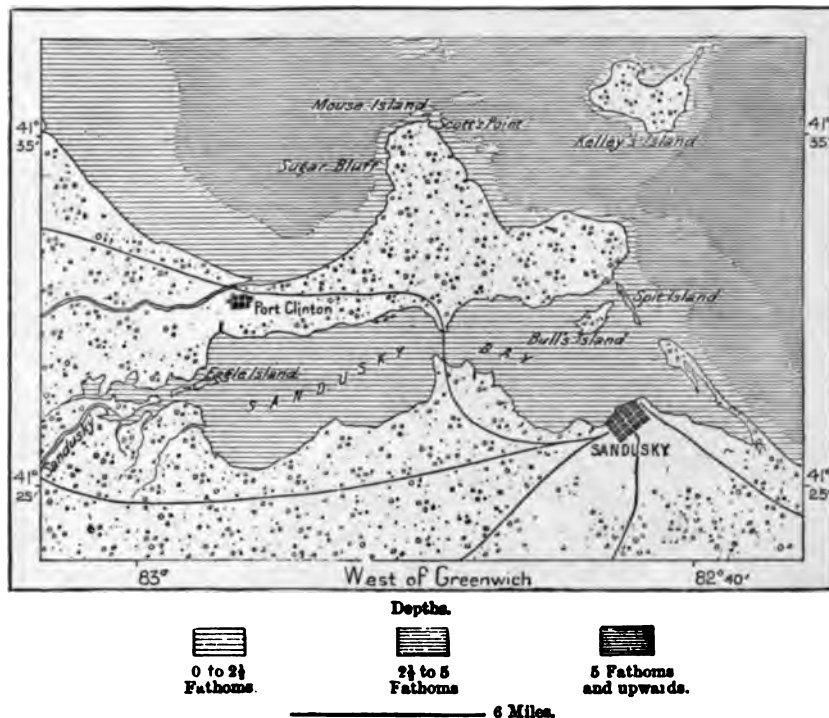 Mouse Island
Scott's Point
41°
35'
41°
35'
Sugar Bluff
Kelley's Island
Port Clinton
Spit Island
Bull's Island
Eagle Island
SANDUSKY BAY
Sandusky
SANDUSKY
41°
25'
41°
25'
83°
West of Greenwich
82°40'
Depths.
0 to 2½
Fathoms.
2½ to 5
Fathoms
5 Fathoms
and upwards.
6 Miles.